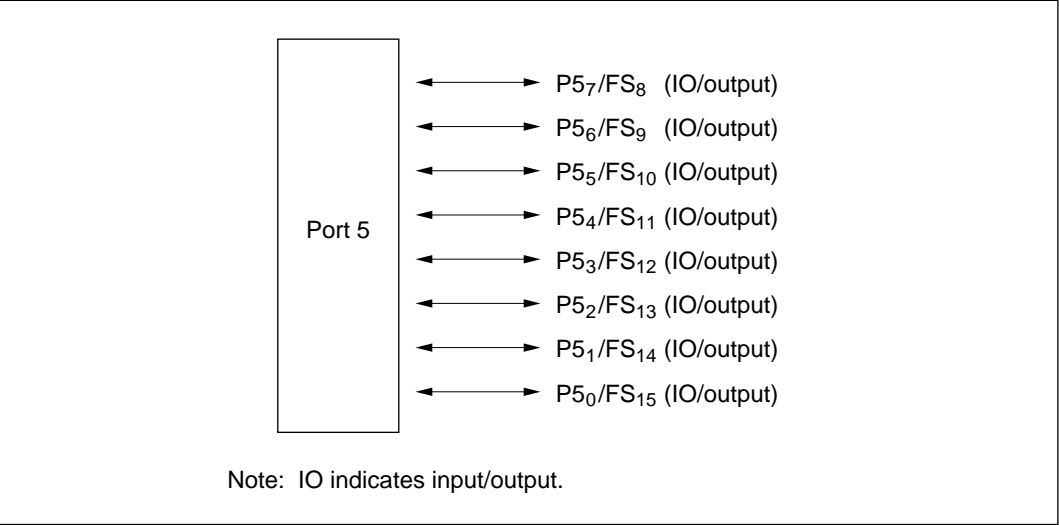 P5₇/FS₈ (IO/output)
P5₆/FS₉ (IO/output)
P5₅/FS₁₀ (IO/output)
P5₄/FS₁₁ (IO/output)
Port 5
P5₃/FS₁₂ (IO/output)
P5₂/FS₁₃ (IO/output)
P5₁/FS₁₄ (IO/output)
P5₀/FS₁₅ (IO/output)
Note: IO indicates input/output.